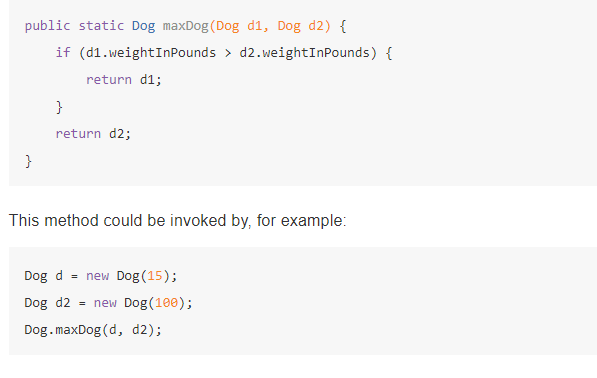 public static Dog maxDog(Dog d1, Dog d2) {
    if (d1.weightInPounds > d2.weightInPounds) {
        return d1;
    }
    return d2;
}
This method could be invoked by, for example:
Dog d = new Dog(15);
Dog d2 = new Dog(100);
Dog.maxDog(d, d2);